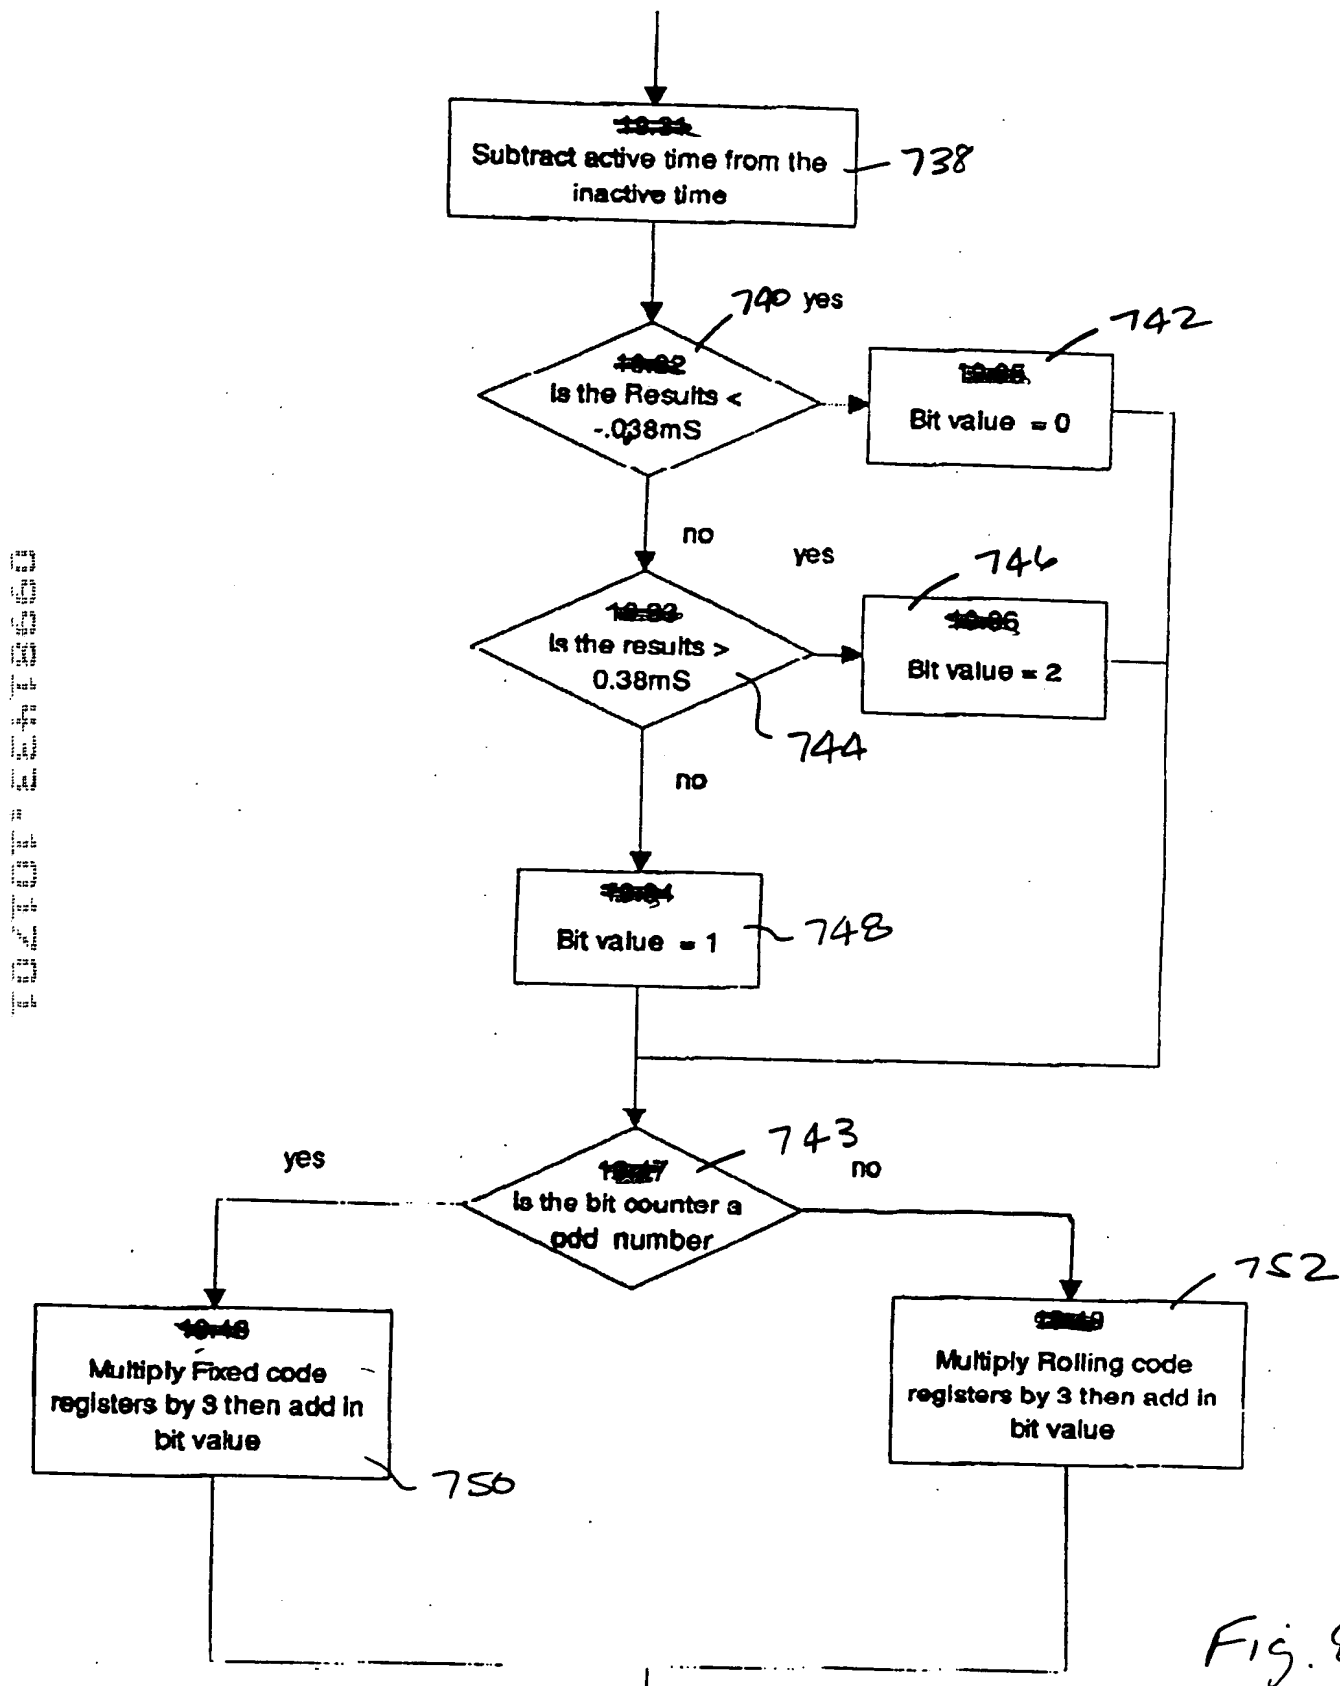 Subtract active time from the
inactive time
738
740 yes
742
Is the Results <
-.038mS
Bit value = 0
no
yes
746
Is the results >
0.38mS
Bit value = 2
744
no
Bit value = 1
748
743
yes
no
Is the bit counter a
odd number
752
Multiply Fixed code
registers by 3 then add in
bit value
750
Multiply Rolling code
registers by 3 then add in
bit value
Fig.
09981433.101701